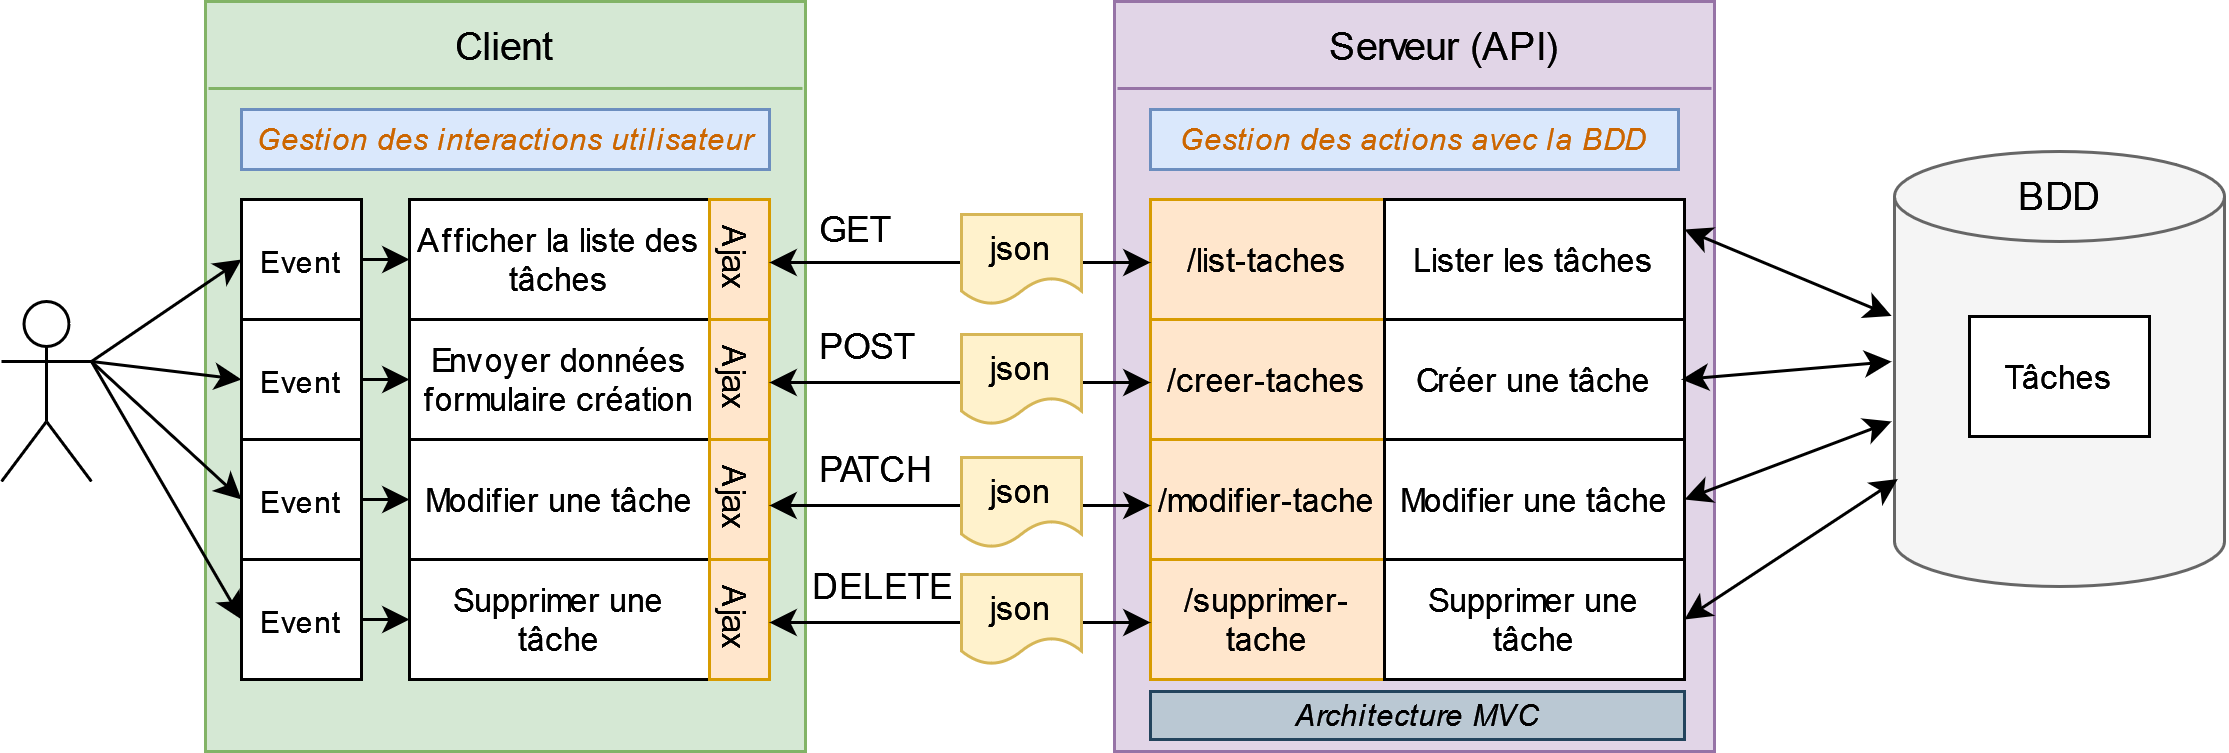 Client
Serveur (API)
Gestion des interactions utilisateur
Gestion des actions avec la BDD
BDD
Event
Afficher la liste des
tâches
Ajax
GET
json
/list-taches
Lister les tâches
Event
Envoyer données
formulaire création
Ajax
POST
json
/creer-taches
Créer une tâche
Tâches
Event
Modifier une tâche
Ajax
PATCH
json
/modifier-tache
Modifier une tâche
Event
Supprimer une
tâche
Ajax
DELETE
json
/supprimer-
tache
Supprimer une
tâche
Architecture MVC